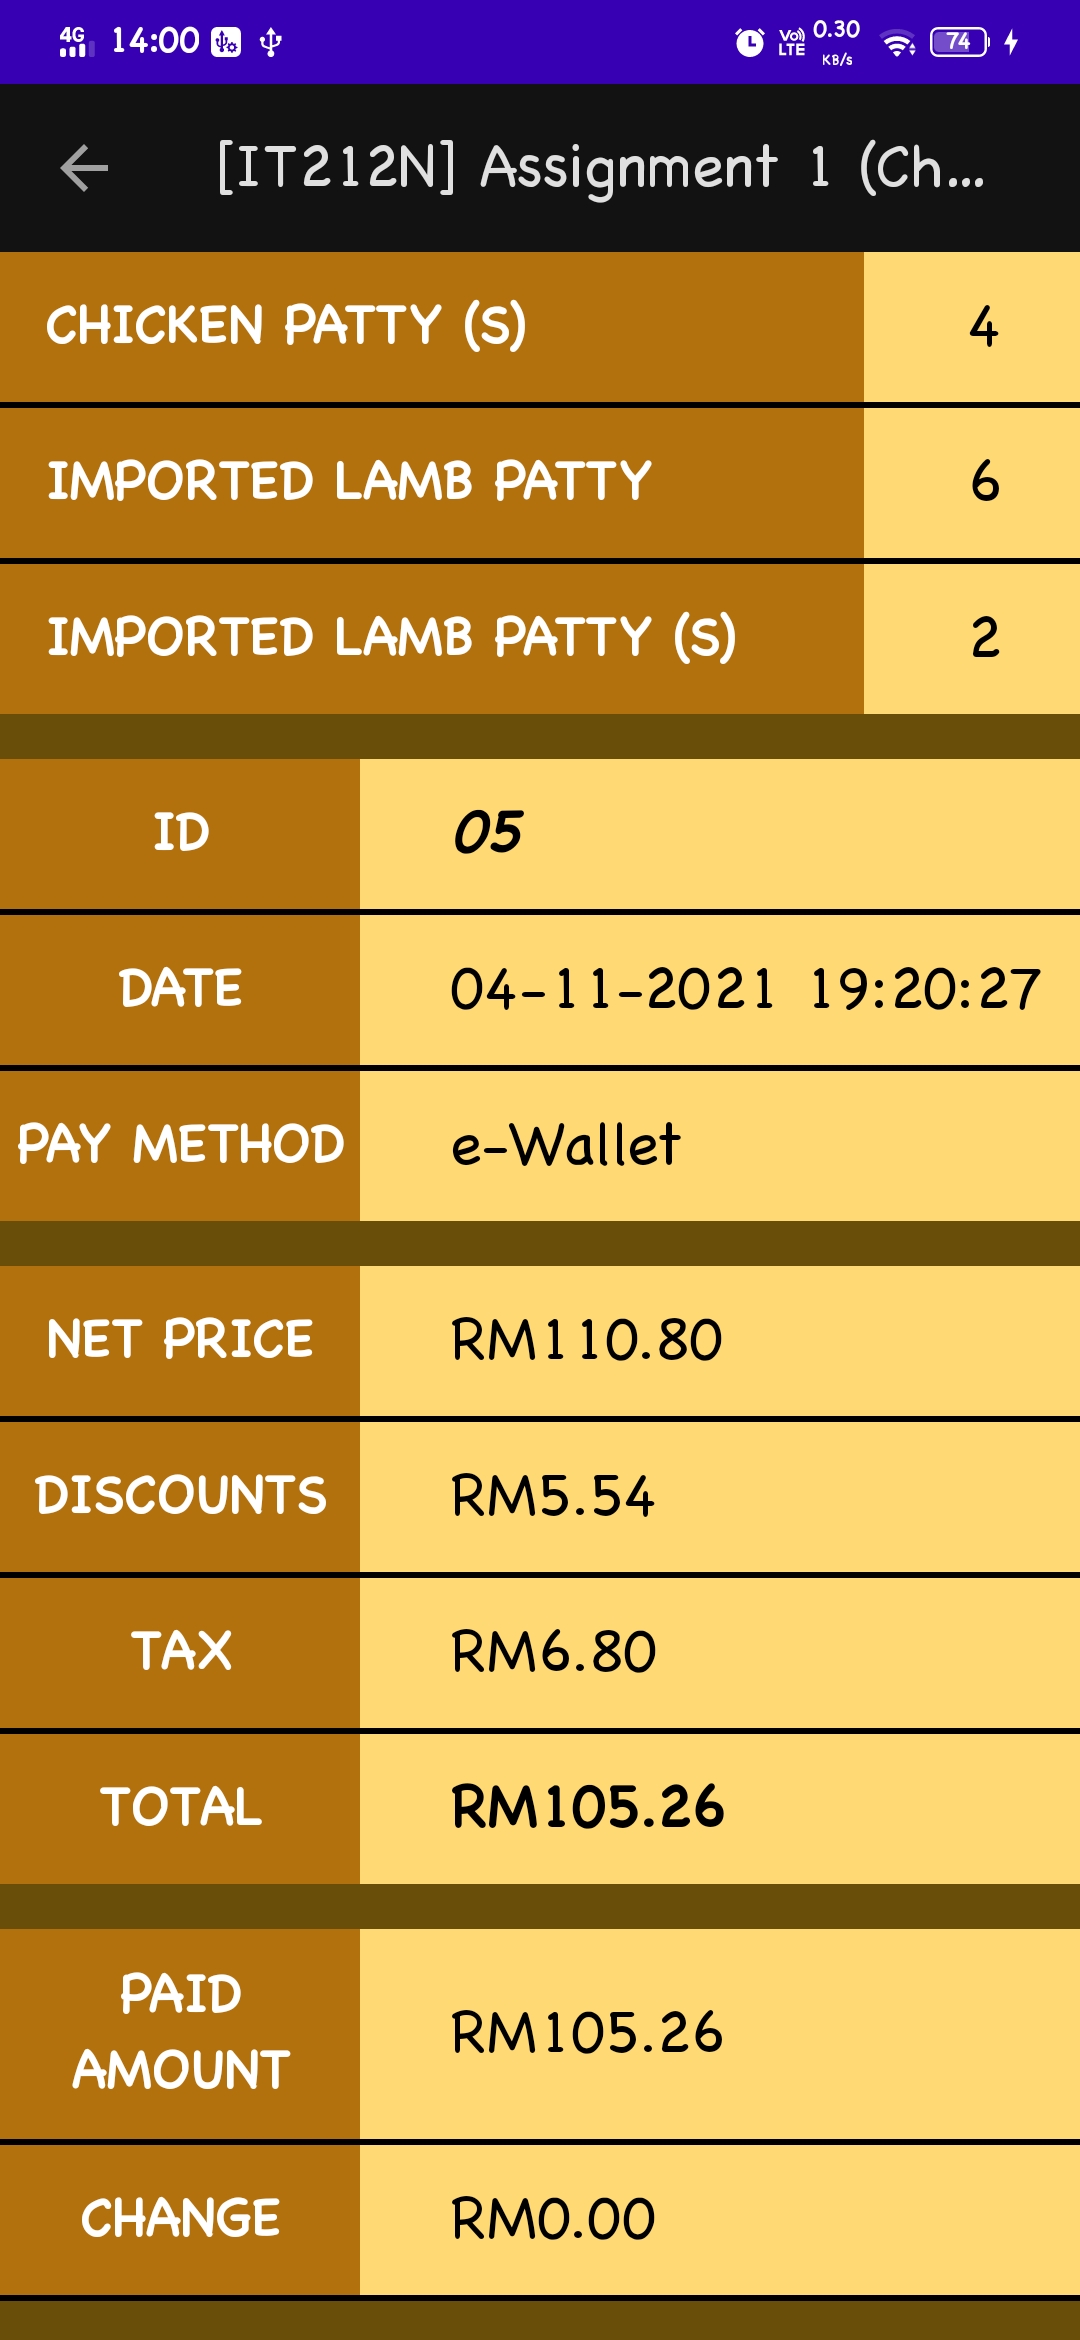 4G 14:00 Vo)) LTE 0.30 KB/s 74
[IT212N] Assignment 1 (Ch...
CHICKEN PATTY (S) 4
IMPORTED LAMB PATTY 6
IMPORTED LAMB PATTY (S) 2
ID 05
DATE 04-11-2021 19:20:27
PAY METHOD e-Wallet
NET PRICE RM110.80
DISCOUNTS RM5.54
TAX RM6.80
TOTAL RM105.26
PAID
AMOUNT RM105.26
CHANGE RM0.00